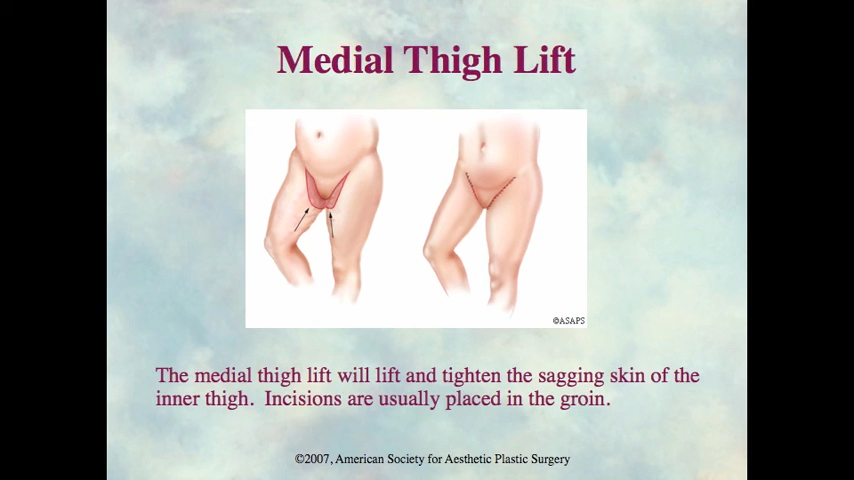 Medial Thigh Lift
©ASAPS
The medial thigh lift will lift and tighten the sagging skin of the
inner thigh.  Incisions are usually placed in the groin.
©2007, American Society for Aesthetic Plastic Surgery